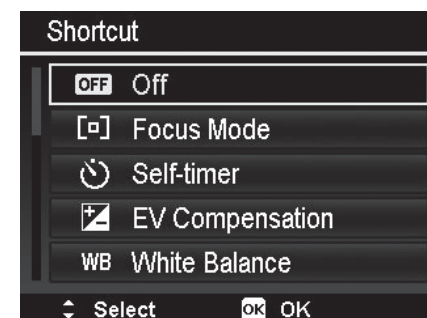 Shortcut
OFF Off
Focus Mode
Self-timer
EV Compensation
WB White Balance
Select OK OK